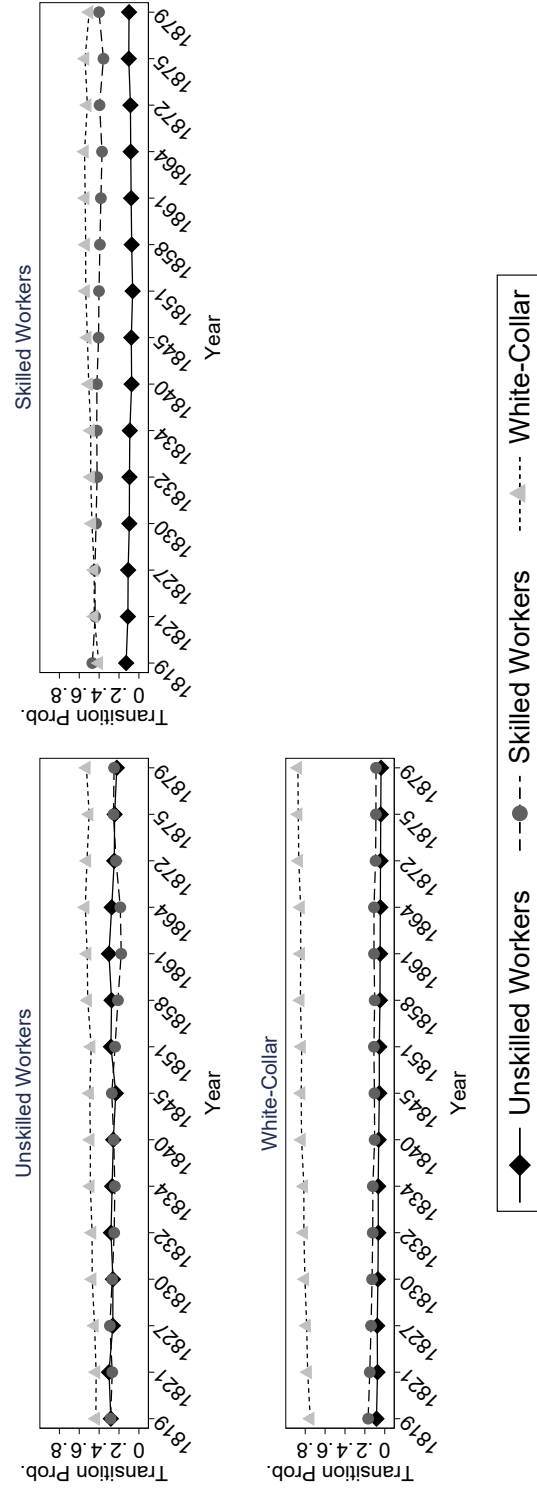 Unskilled Workers
Transition Prob.
0 .2 .4 .6 .8
1819 1821 1827 1830 1832 1834 1840 1845 1851 1858 1861 1864 1872 1875 1879
Year
Skilled Workers
Transition Prob.
0 .2 .4 .6 .8
1819 1821 1827 1830 1832 1834 1840 1845 1851 1858 1861 1864 1872 1875 1879
Year
White-Collar
Transition Prob.
0 .2 .4 .6 .8
1819 1821 1827 1830 1832 1834 1840 1845 1851 1858 1861 1864 1872 1875 1879
Year
Unskilled Workers Skilled Workers White-Collar